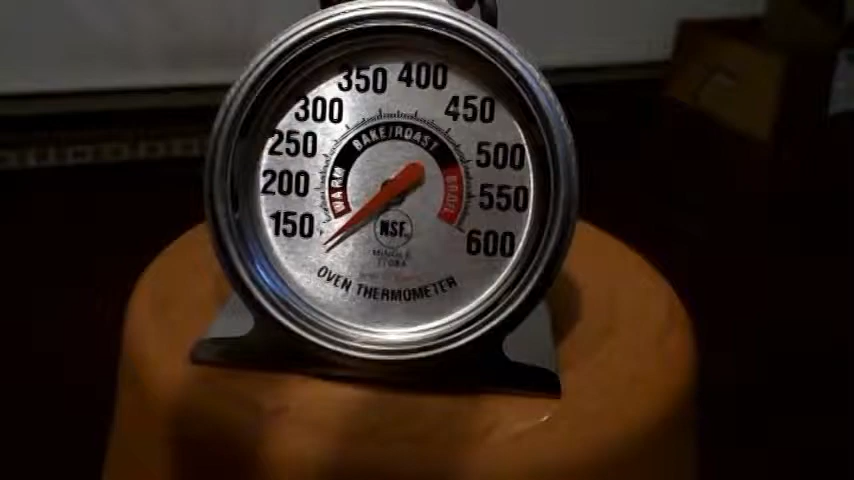 350 400
300 450
250 500
200 550
150 600
BAKE/ROAST
WARM
BROIL
NSF
OVEN THERMOMETER